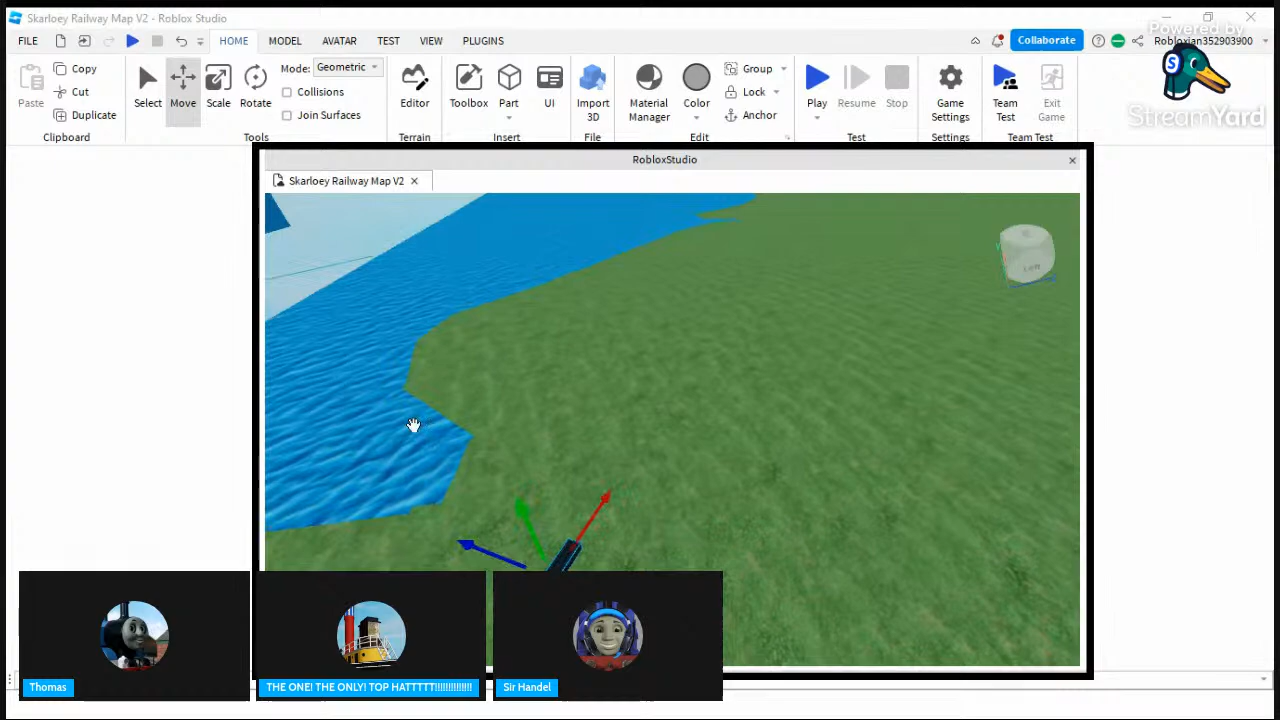 Skarloey Railway Map V2 - Roblox Studio
Powered by
StreamYard
FILE HOME MODEL AVATAR TEST VIEW PLUGINS Collaborate Robloxian352903900
Paste
Copy
Cut
Duplicate
Clipboard
Select Move Scale Rotate
Mode: Geometric
Collisions
Join Surfaces
Tools
Editor
Terrain
Toolbox Part UI
Insert
Import 3D
File
Material Manager
Color
Group
Lock
Anchor
Edit
Play Resume Stop
Test
Game Settings
Settings
Team Test
Exit Game
Team Test
RobloxStudio
Skarloey Railway Map V2
Left
Thomas
THE ONE! THE ONLY! TOP HATTTTT!!!!!!!!!!!!!!
Sir Handel